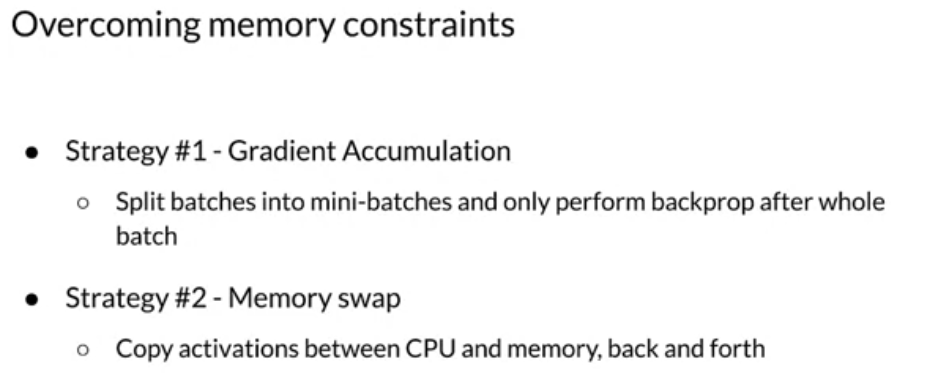 Overcoming memory constraints
● Strategy #1 - Gradient Accumulation
○ Split batches into mini-batches and only perform backprop after whole
batch
● Strategy #2 - Memory swap
○ Copy activations between CPU and memory, back and forth